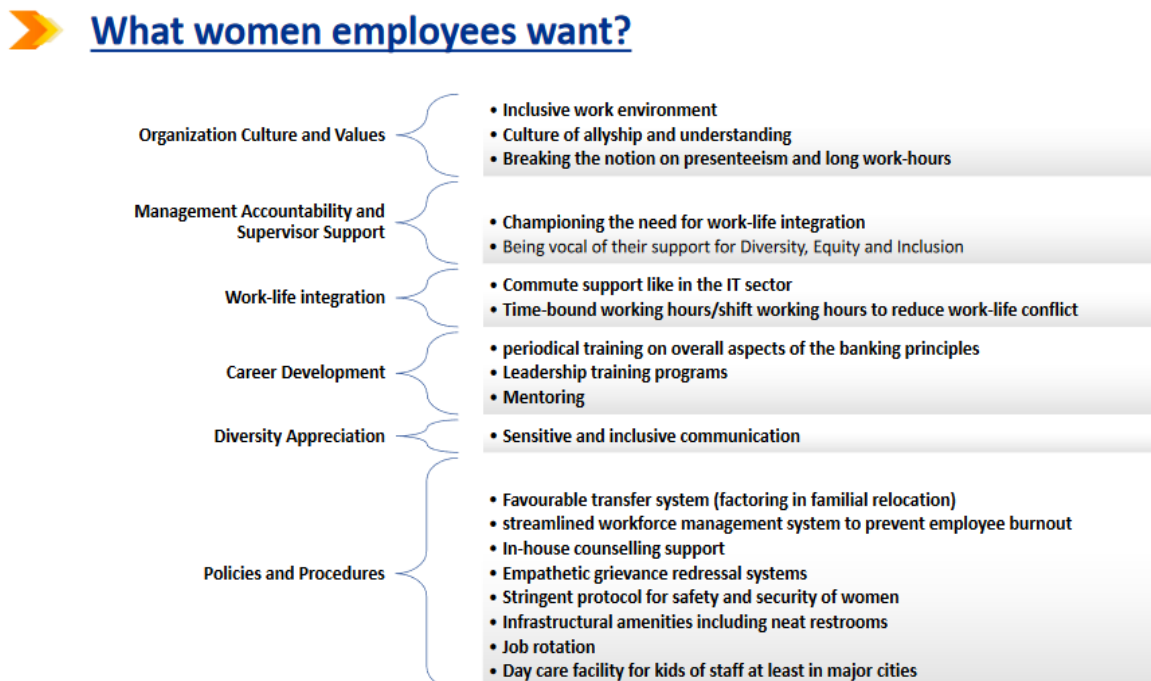 What women employees want?
Organization Culture and Values
• Inclusive work environment
• Culture of allyship and understanding
• Breaking the notion on presenteeism and long work-hours
Management Accountability and
Supervisor Support
• Championing the need for work-life integration
• Being vocal of their support for Diversity, Equity and Inclusion
Work-life integration
• Commute support like in the IT sector
• Time-bound working hours/shift working hours to reduce work-life conflict
Career Development
• periodical training on overall aspects of the banking principles
• Leadership training programs
• Mentoring
Diversity Appreciation
• Sensitive and inclusive communication
Policies and Procedures
• Favourable transfer system (factoring in familial relocation)
• streamlined workforce management system to prevent employee burnout
• In-house counselling support
• Empathetic grievance redressal systems
• Stringent protocol for safety and security of women
• Infrastructural amenities including neat restrooms
• Job rotation
• Day care facility for kids of staff at least in major cities